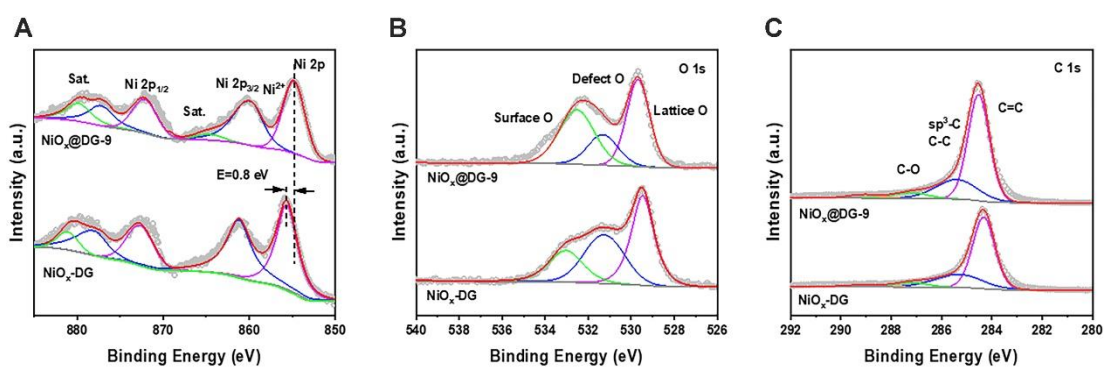 A
Intensity (a.u.)
Ni 2p
Sat.
Ni 2p1/2
Ni 2p3/2
Ni2+
Sat.
NiOx@DG-9
E=0.8 eV
NiOx-DG
880
870
860
850
Binding Energy (eV)
B
Intensity (a.u.)
O 1s
Defect O
Surface O
Lattice O
NiOx@DG-9
NiOx-DG
540
538
536
534
532
530
528
526
Binding Energy (eV)
C
Intensity (a.u.)
C 1s
C=C
sp3-C
C-C
C-O
NiOx@DG-9
NiOx-DG
292
290
288
286
284
282
280
Binding Energy (eV)